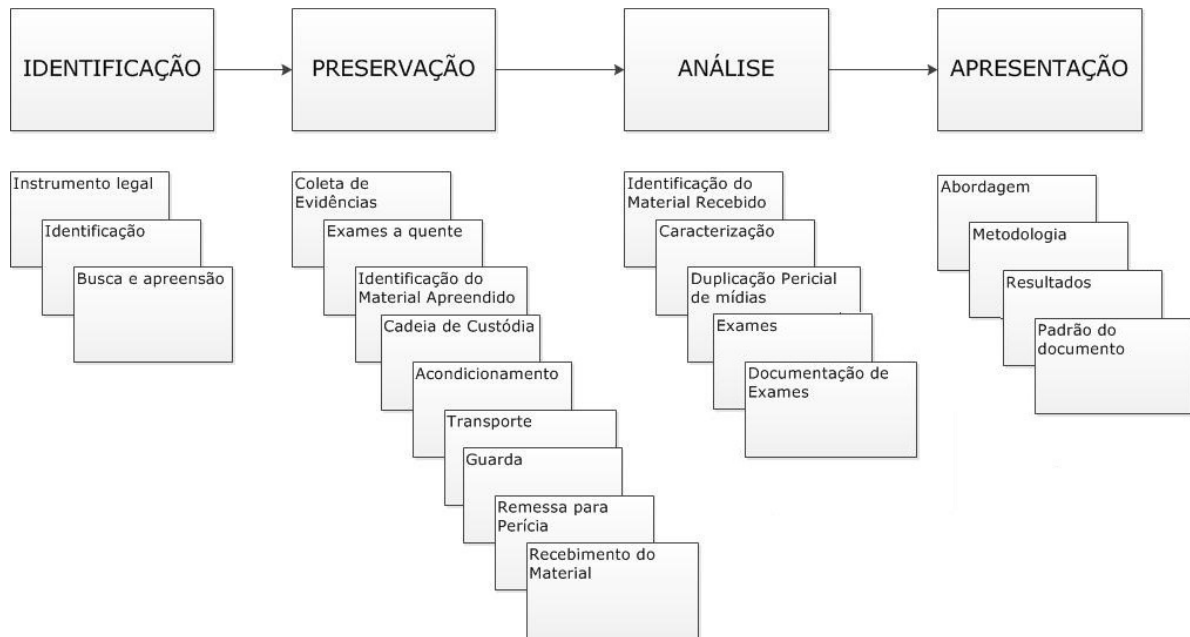 IDENTIFICAÇÃO
PRESERVAÇÃO
ANÁLISE
APRESENTAÇÃO
Instrumento legal
Identificação
Busca e apreensão
Coleta de
Evidências
Exames a quente
Identificação do
Material Apreendido
Cadeia de Custódia
Acondicionamento
Transporte
Guarda
Remessa para
Perícia
Recebimento do
Material
Identificação do
Material Recebido
Caracterização
Duplicação Pericial
de mídias
Exames
Documentação de
Exames
Abordagem
Metodologia
Resultados
Padrão do
documento